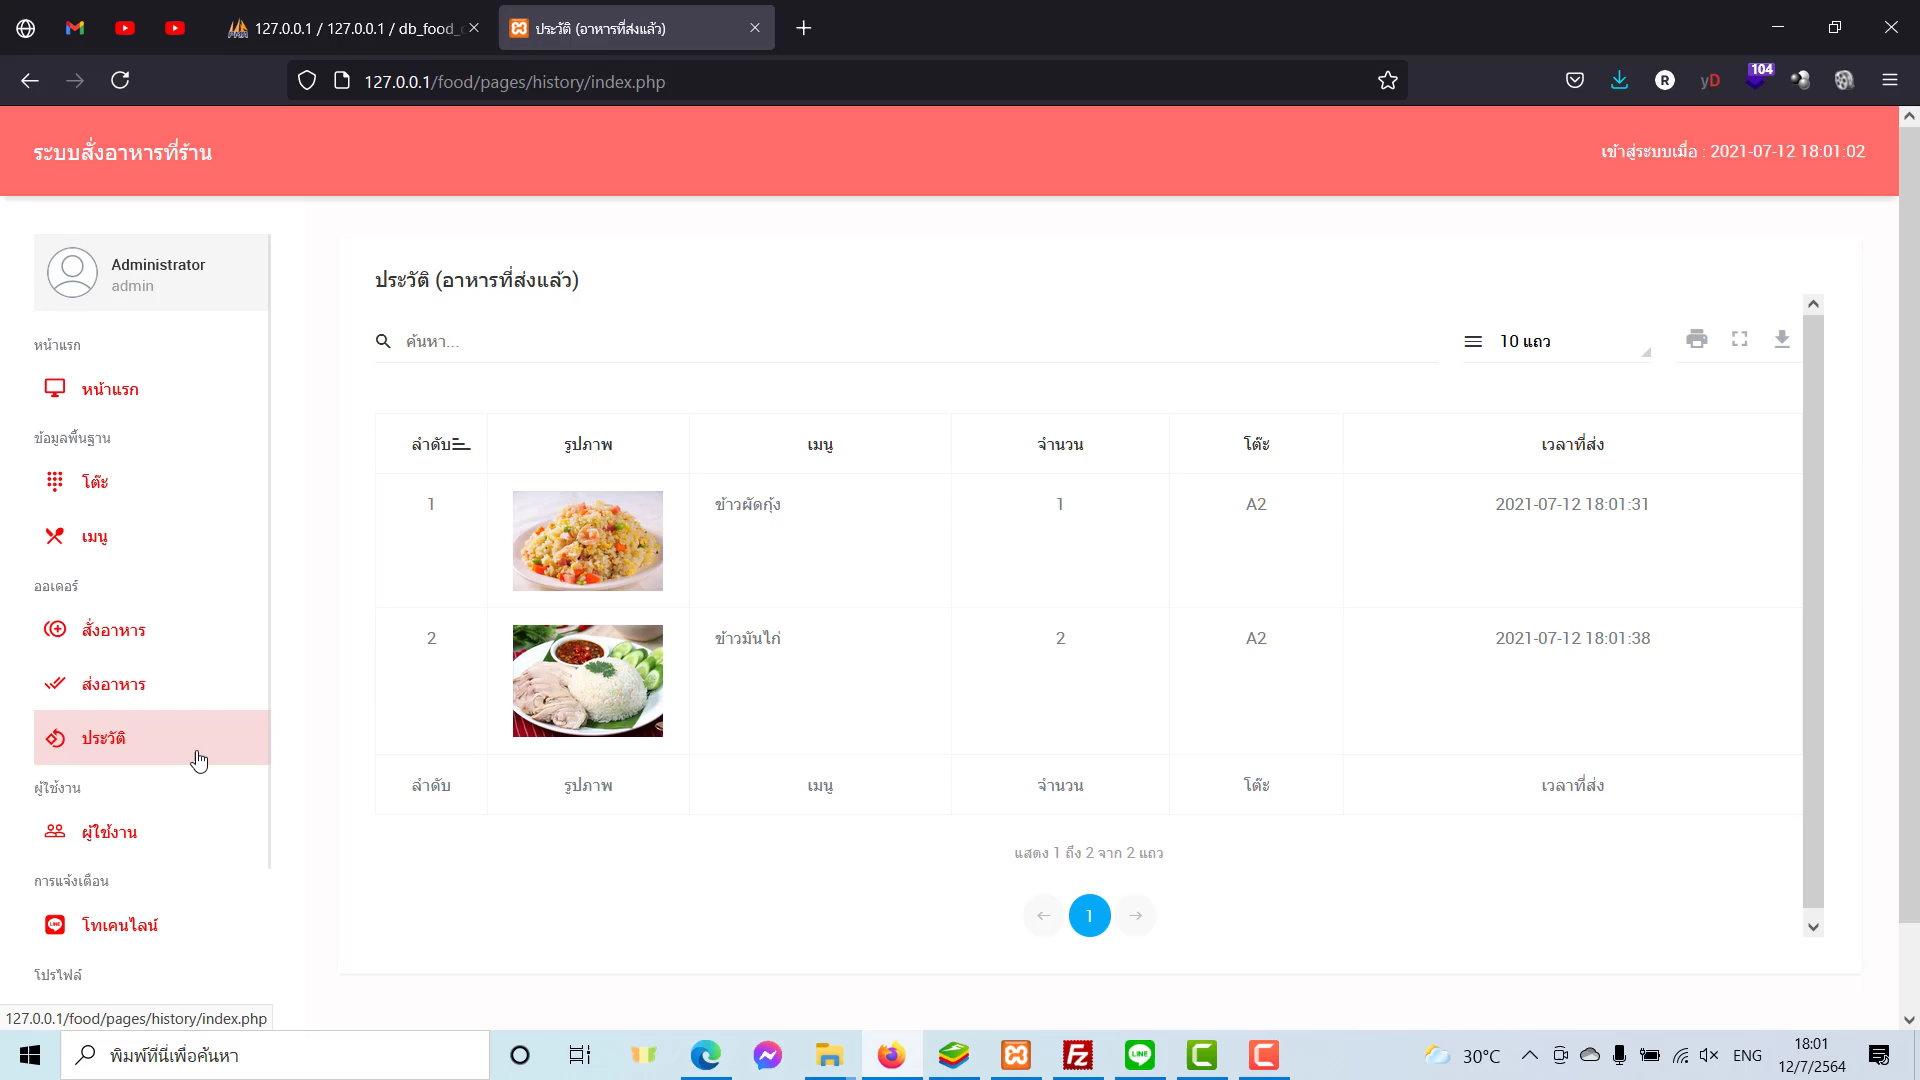 127.0.0.1 / 127.0.0.1 / db_food_
ประวัติ (อาหารที่ส่งแล้ว)
127.0.0.1/food/pages/history/index.php
R
yD
104
ระบบสั่งอาหารที่ร้าน
เข้าสู่ระบบเมื่อ : 2021-07-12 18:01:02
Administrator
admin
หน้าแรก
หน้าแรก
ข้อมูลพื้นฐาน
โต๊ะ
เมนู
ออเดอร์
สั่งอาหาร
ส่งอาหาร
ประวัติ
ผู้ใช้งาน
ผู้ใช้งาน
การแจ้งเตือน
LINE
โทเคนไลน์
โปรไฟล์
ประวัติ (อาหารที่ส่งแล้ว)
ค้นหา...
10 แถว
ลำดับ รูปภาพ เมนู จำนวน โต๊ะ เวลาที่ส่ง
1 ข้าวผัดกุ้ง 1 A2 2021-07-12 18:01:31
2 ข้าวมันไก่ 2 A2 2021-07-12 18:01:38
ลำดับ รูปภาพ เมนู จำนวน โต๊ะ เวลาที่ส่ง
แสดง 1 ถึง 2 จาก 2 แถว
1
127.0.0.1/food/pages/history/index.php
พิมพ์ที่นี่เพื่อค้นหา
Fz
LINE
30°C
ENG
18:01
12/7/2564